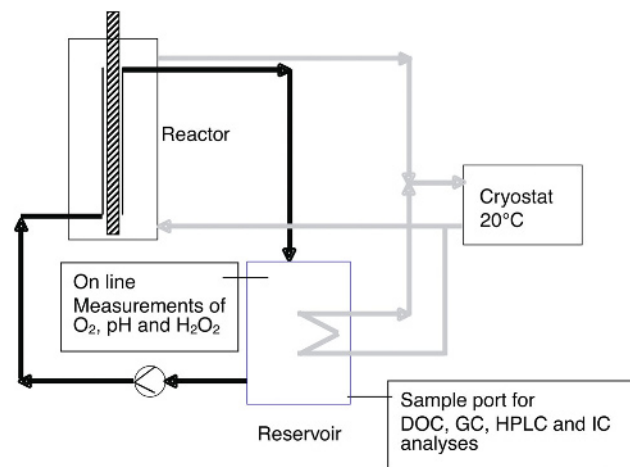 Reactor
Cryostat
20°C
On line
Measurements of
O₂, pH and H₂O₂
Sample port for
DOC, GC, HPLC and IC
analyses
Reservoir